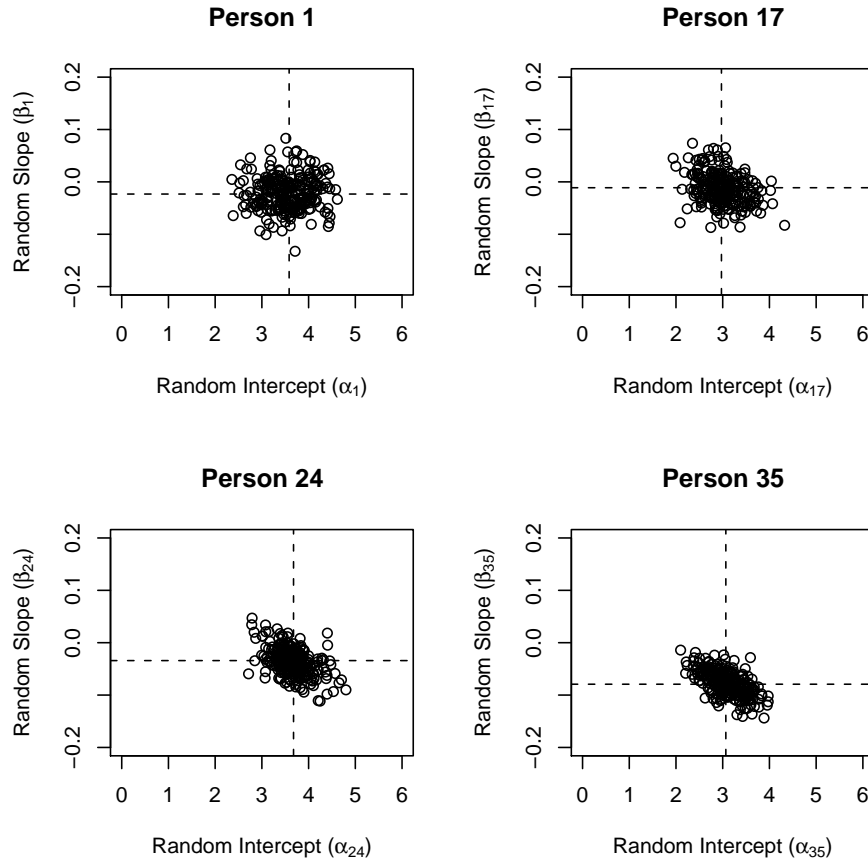 Person 1
Random Slope (β1)
0.2
0.1
0.0
−0.2
0 1 2 3 4 5 6
Random Intercept (α1)
Person 17
Random Slope (β17)
0.2
0.1
0.0
−0.2
0 1 2 3 4 5 6
Random Intercept (α17)
Person 24
Random Slope (β24)
0.2
0.1
0.0
−0.2
0 1 2 3 4 5 6
Random Intercept (α24)
Person 35
Random Slope (β35)
0.2
0.1
0.0
−0.2
0 1 2 3 4 5 6
Random Intercept (α35)